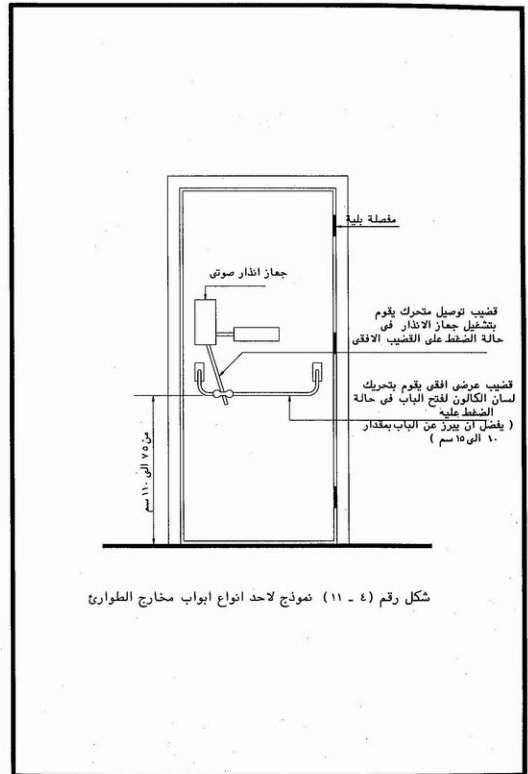 مفصلة بلية
جهاز انذار صوتى
قضيب توصيل متحرك يقوم
بتشغيل جهاز الانذار فى
حالة الضغط على القضيب الافقى
قضيب عرضى افقى يقوم بتحريك
لسان الكالون لفتح الباب فى حالة
الضغط عليه
( يفضل ان يبرز عن الباب بمقدار
١٠ الى ١٥ سم )
من ٧٥ الى ١١٠ سم
شكل رقم (٤ - ١١) نموذج لاحد انواع ابواب مخارج الطوارئ